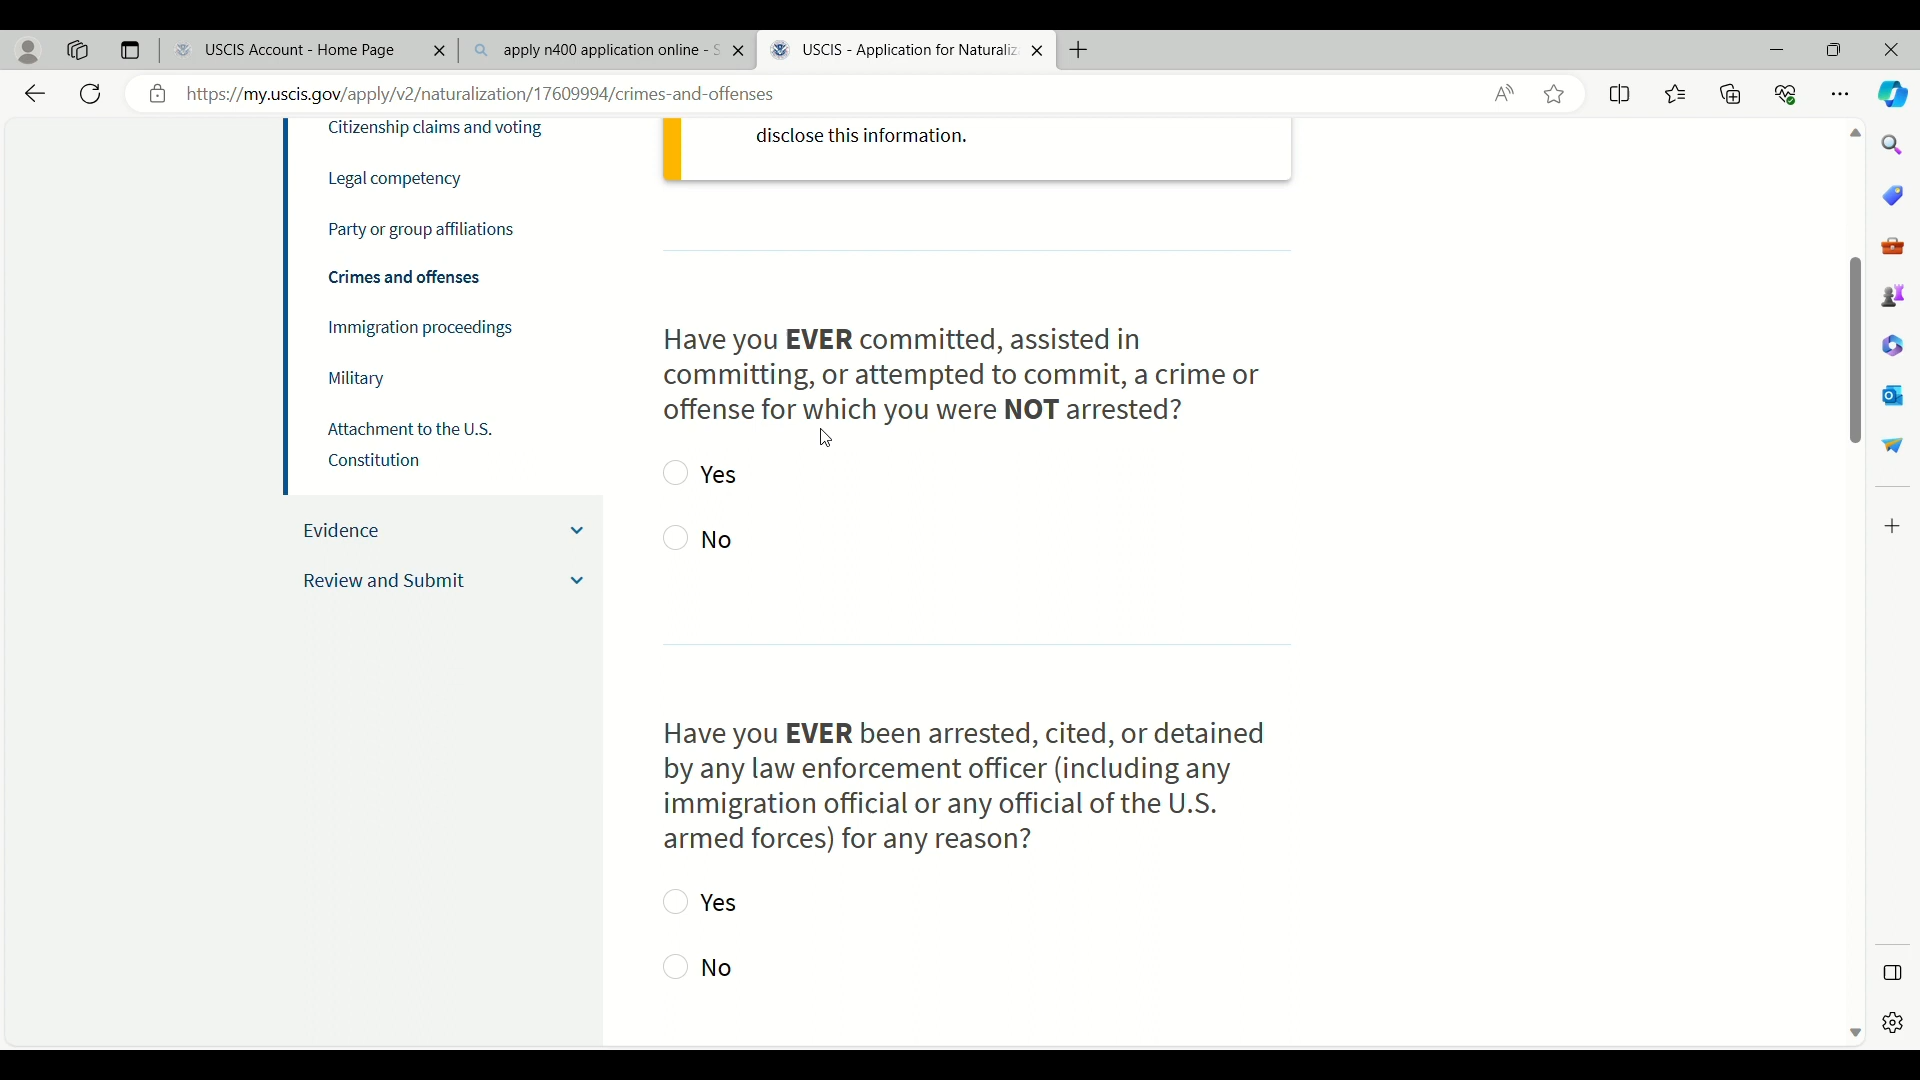 USCIS Account - Home Page
apply n400 application online - S
USCIS - Application for Naturaliz
https://my.uscis.gov/apply/v2/naturalization/17609994/crimes-and-offenses
Citizenship claims and voting
Legal competency
Party or group affiliations
Crimes and offenses
Immigration proceedings
Military
Attachment to the U.S.
Constitution
Evidence
Review and Submit
disclose this information.
Have you EVER committed, assisted in
committing, or attempted to commit, a crime or
offense for which you were NOT arrested?
Yes
No
Have you EVER been arrested, cited, or detained
by any law enforcement officer (including any
immigration official or any official of the U.S.
armed forces) for any reason?
Yes
No